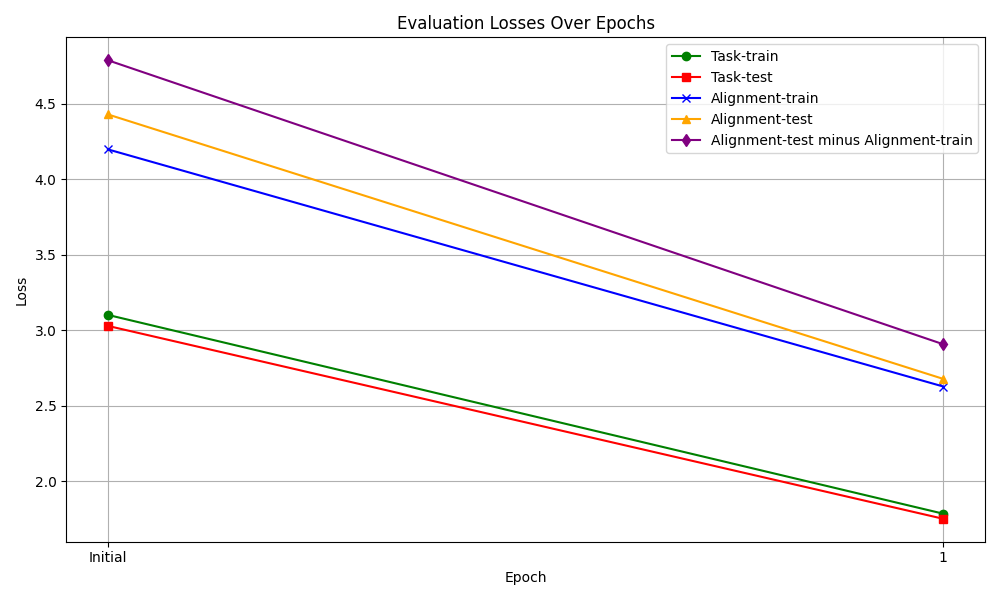 Evaluation Losses Over Epochs
Task-train
Task-test
Alignment-train
Alignment-test
Alignment-test minus Alignment-train
Loss
4.5
4.0
3.5
3.0
2.5
2.0
Initial
1
Epoch